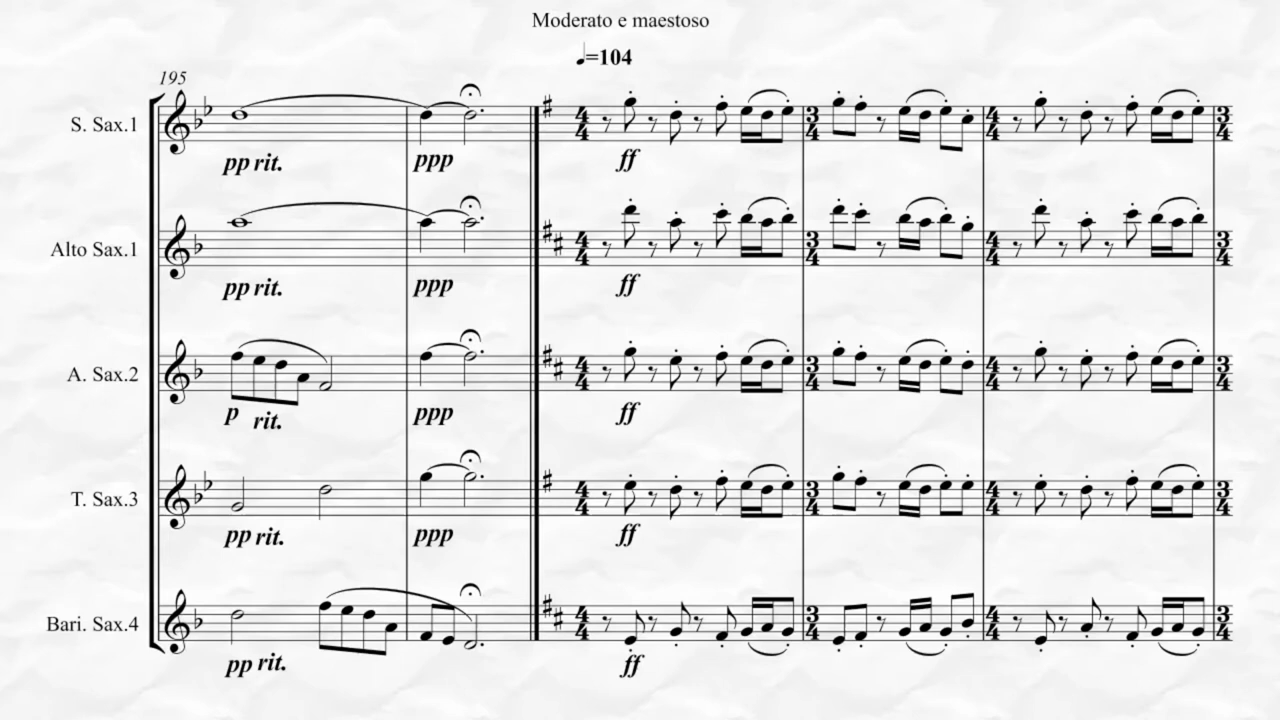 Moderato e maestoso
♩=104
195
S. Sax.1
pp rit. ppp ff
Alto Sax.1
pp rit. ppp ff
A. Sax.2
p rit. ppp ff
T. Sax.3
pp rit. ppp ff
Bari. Sax.4
pp rit. ff